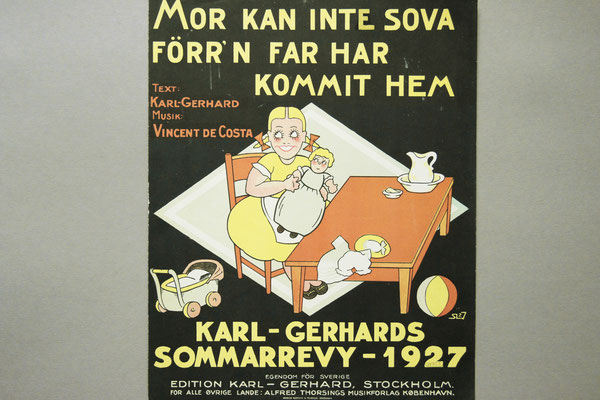 MOR KAN INTE SOVA
FÖRR'N FAR HAR
KOMMIT HEM
TEXT:
KARL-GERHARD
MUSIK:
VINCENT DE COSTA
KARL-GERHARDS
SOMMARREVY-1927
EGENDOM FÖR SVERIGE
EDITION KARL-GERHARD, STOCKHOLM.
FÖR ALLE ØVRIGE LANDE: ALFRED THORSINGS MUSIKFORLAG KØBENHAVN.